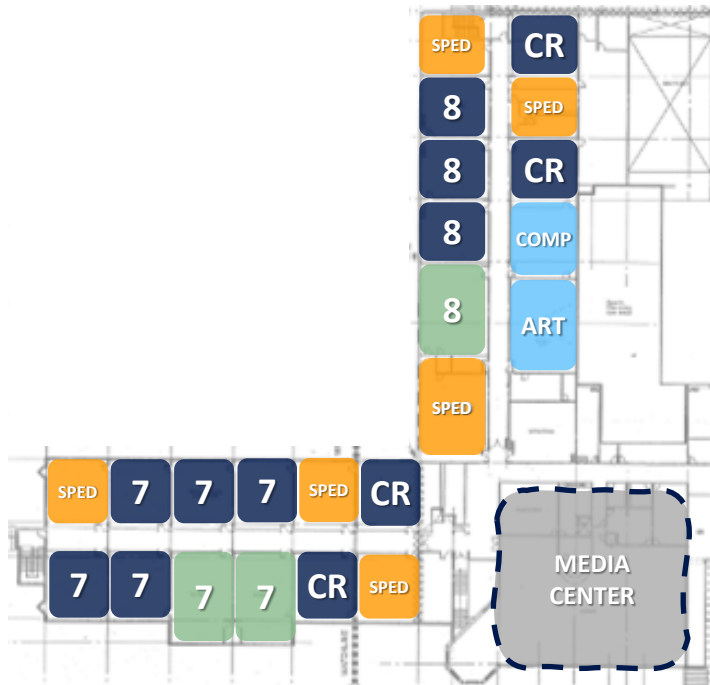 SPED CR
8 SPED
8 CR
8 COMP
8 ART
SPED
SPED 7 7 7 SPED CR
7 7 7 7 CR SPED
MEDIA
CENTER